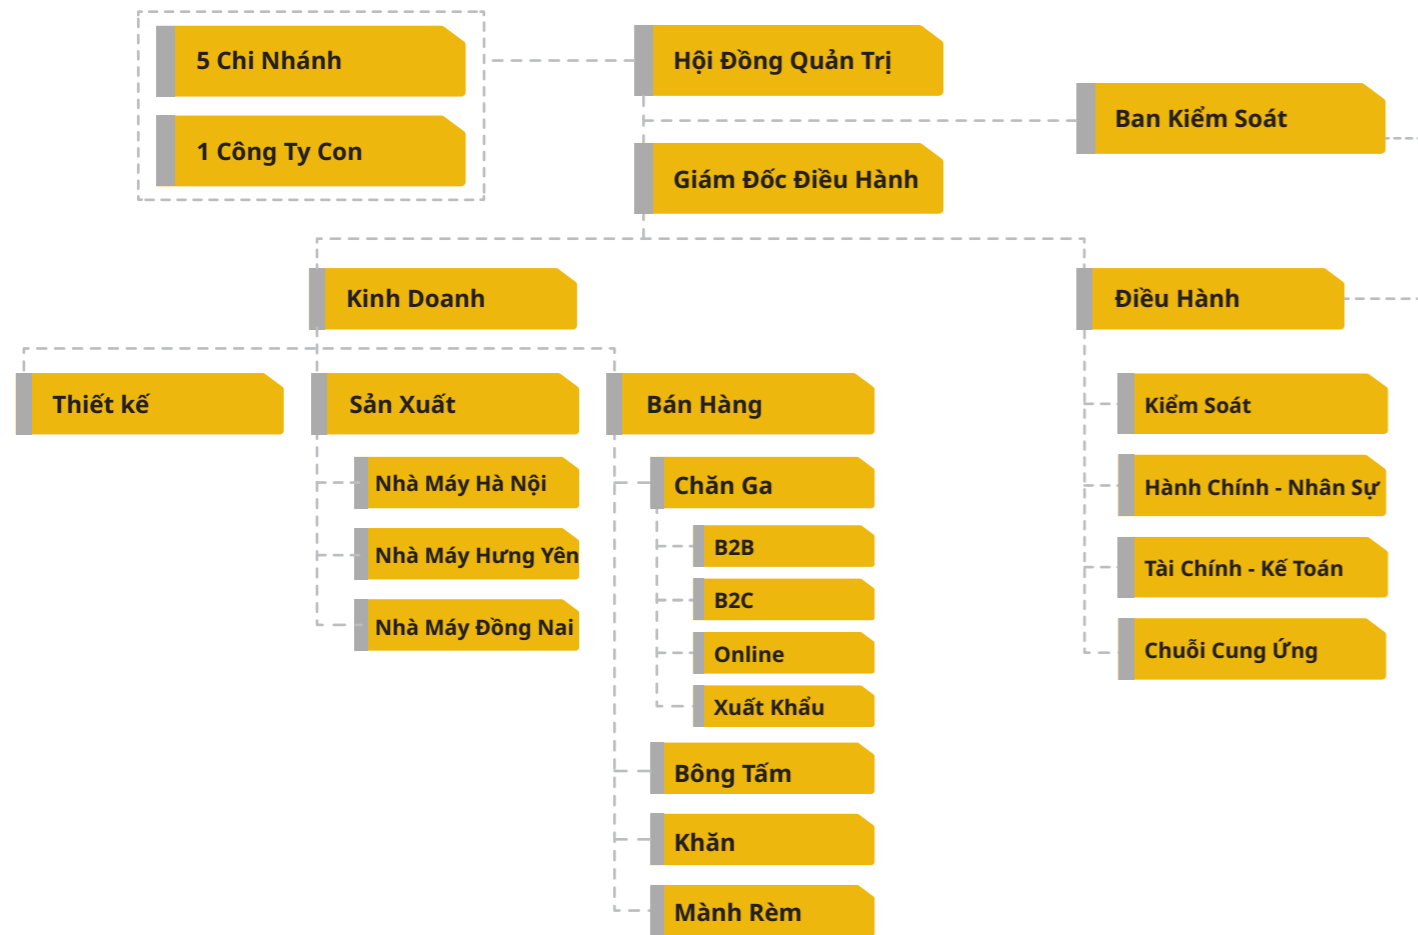 5 Chi Nhánh
1 Công Ty Con
Hội Đồng Quản Trị
Ban Kiểm Soát
Giám Đốc Điều Hành
Kinh Doanh
Điều Hành
Thiết kế
Sản Xuất
Nhà Máy Hà Nội
Nhà Máy Hưng Yên
Nhà Máy Đồng Nai
Bán Hàng
Chăn Ga
B2B
B2C
Online
Xuất Khẩu
Bông Tấm
Khăn
Mành Rèm
Kiểm Soát
Hành Chính - Nhân Sự
Tài Chính - Kế Toán
Chuỗi Cung Ứng